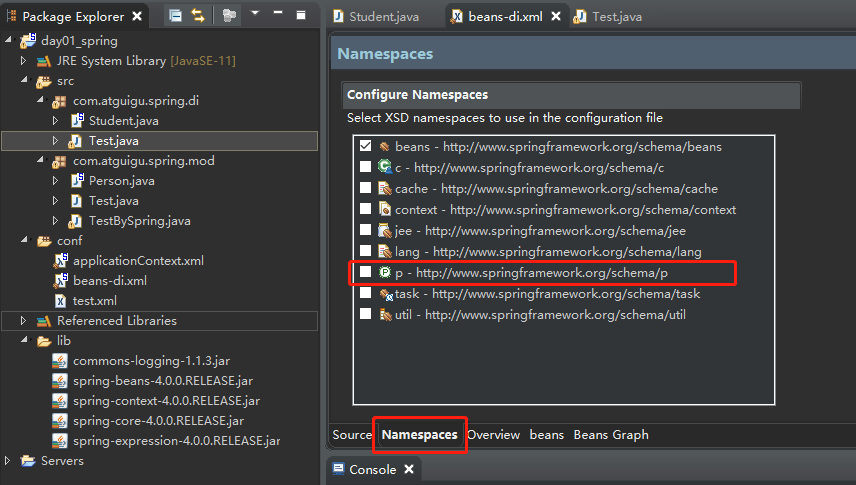 Package Explorer
day01_spring
JRE System Library [JavaSE-11]
src
com.atguigu.spring.di
Student.java
Test.java
com.atguigu.spring.mod
Person.java
Test.java
TestBySpring.java
conf
applicationContext.xml
beans-di.xml
test.xml
Referenced Libraries
lib
commons-logging-1.1.3.jar
spring-beans-4.0.0.RELEASE.jar
spring-context-4.0.0.RELEASE.jar
spring-core-4.0.0.RELEASE.jar
spring-expression-4.0.0.RELEASE.jar
Servers
Student.java beans-di.xml Test.java
Namespaces
Configure Namespaces
Select XSD namespaces to use in the configuration file
beans - http://www.springframework.org/schema/beans
c - http://www.springframework.org/schema/c
cache - http://www.springframework.org/schema/cache
context - http://www.springframework.org/schema/context
jee - http://www.springframework.org/schema/jee
lang - http://www.springframework.org/schema/lang
p - http://www.springframework.org/schema/p
task - http://www.springframework.org/schema/task
util - http://www.springframework.org/schema/util
Source Namespaces Overview beans Beans Graph
Console